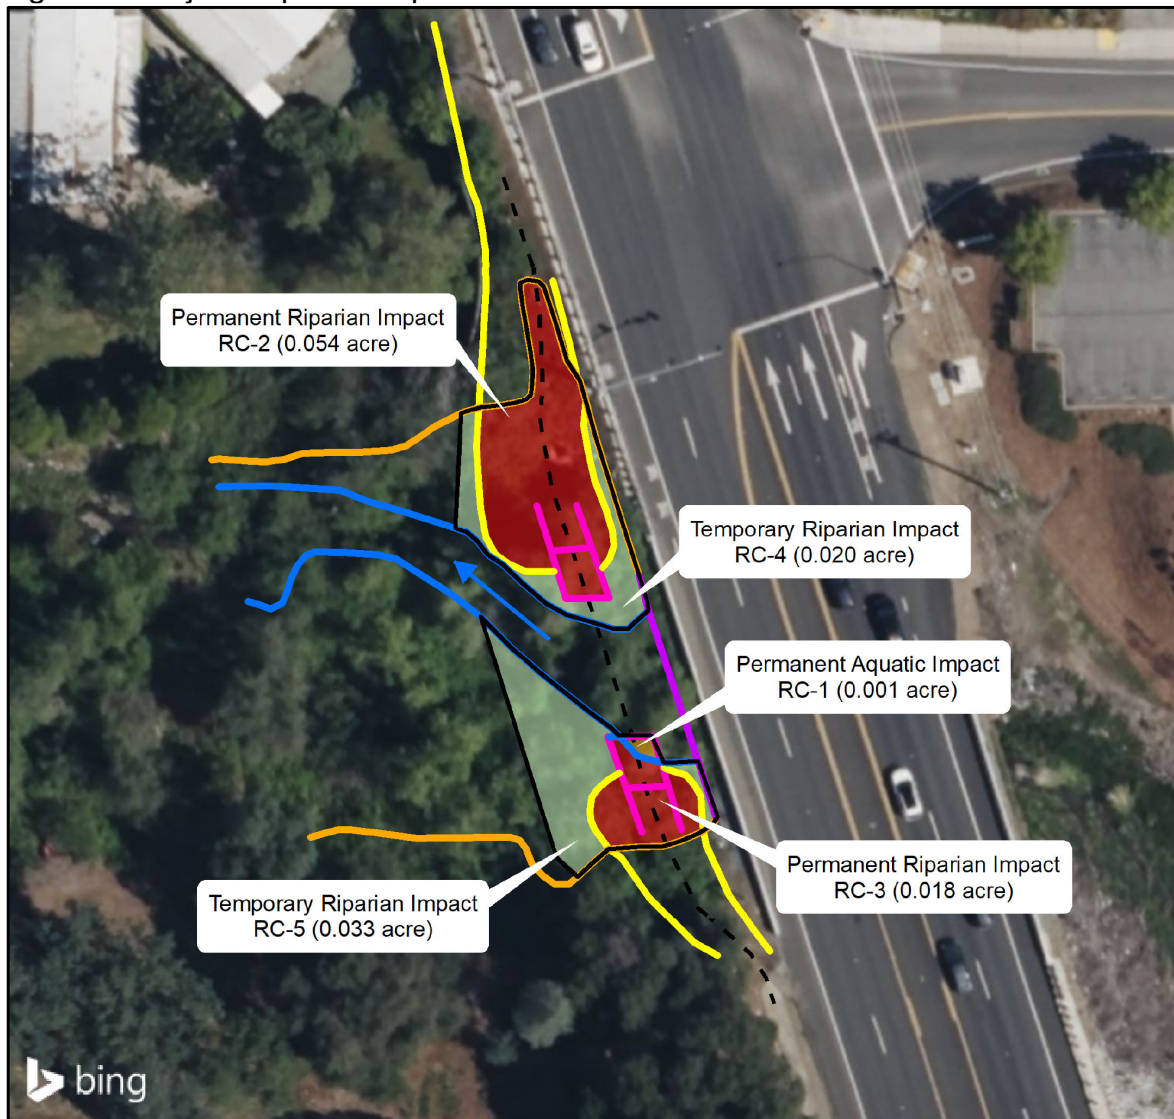 Permanent Riparian Impact
RC-2 (0.054 acre)
Temporary Riparian Impact
RC-4 (0.020 acre)
Permanent Aquatic Impact
RC-1 (0.001 acre)
Permanent Riparian Impact
RC-3 (0.018 acre)
Temporary Riparian Impact
RC-5 (0.033 acre)
bing